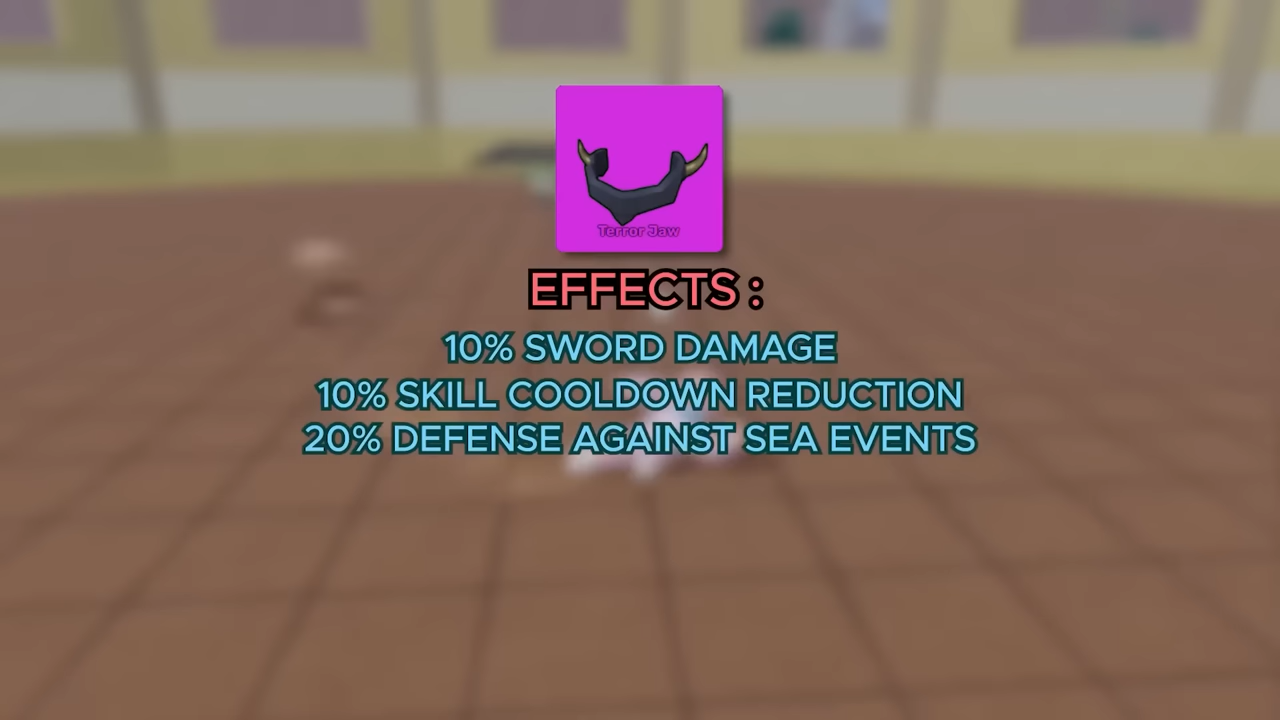 Terror Jaw
EFFECTS :
10% SWORD DAMAGE
10% SKILL COOLDOWN REDUCTION
20% DEFENSE AGAINST SEA EVENTS